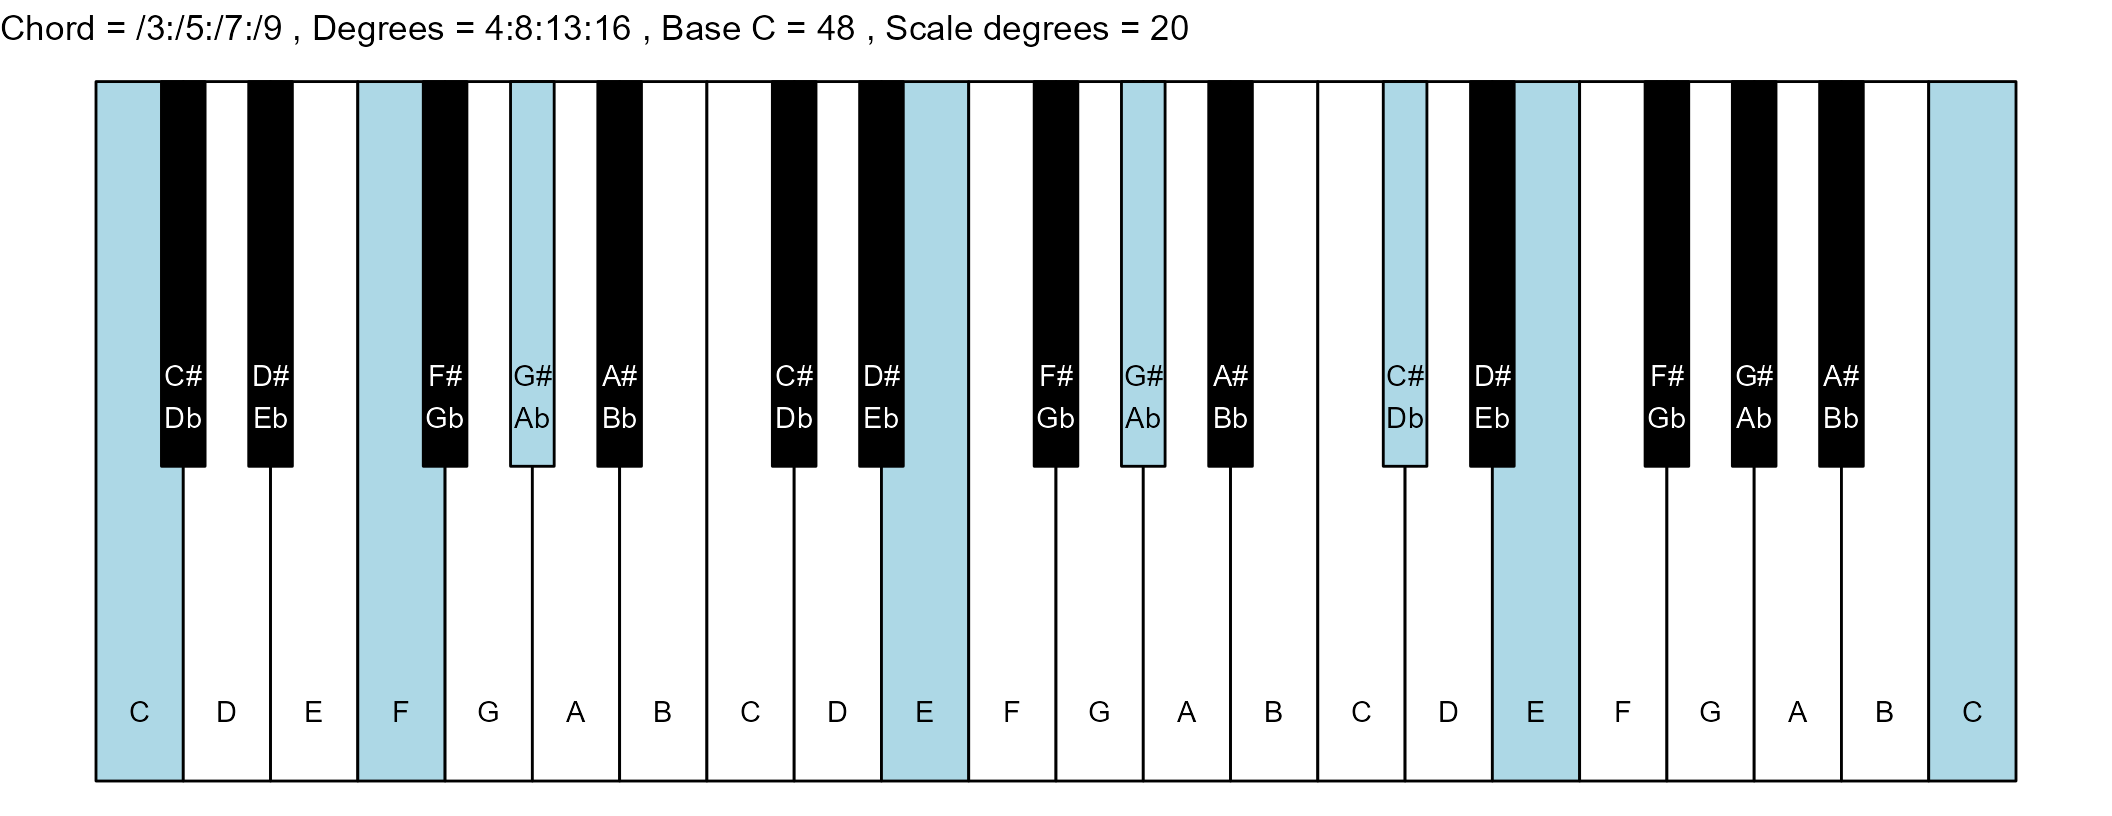 Chord = /3:/5:/7:/9 , Degrees = 4:8:13:16 , Base C = 48 , Scale degrees = 20
C# D# F# G# A# C# D# F# G# A# C# D# F# G# A#
Db Eb Gb Ab Bb Db Eb Gb Ab Bb Db Eb Gb Ab Bb
C D E F G A B C D E F G A B C D E F G A B C